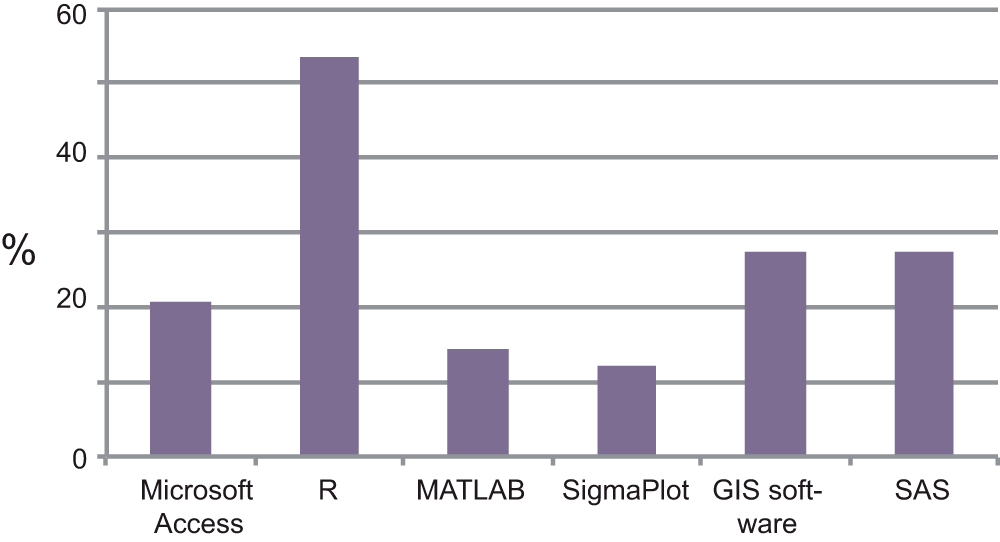 60
40
%
20
0
Microsoft Access
R
MATLAB
SigmaPlot
GIS soft-
ware
SAS